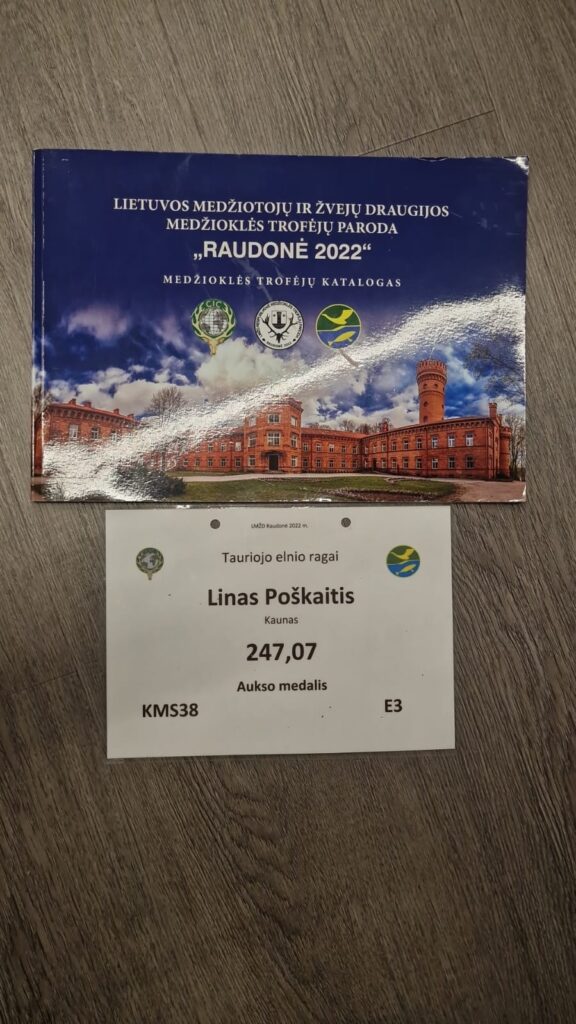 LIETUVOS MEDŽIOTOJŲ IR ŽVEJŲ DRAUGIJOS
MEDŽIOKLĖS TROFĖJŲ PARODA
„RAUDONĖ 2022“
MEDŽIOKLĖS TROFĖJŲ KATALOGAS
CIC
LMŽD Raudonė 2022 m.
Tauriojo elnio ragai
Linas Poškaitis
Kaunas
247,07
Aukso medalis
KMS38
E3